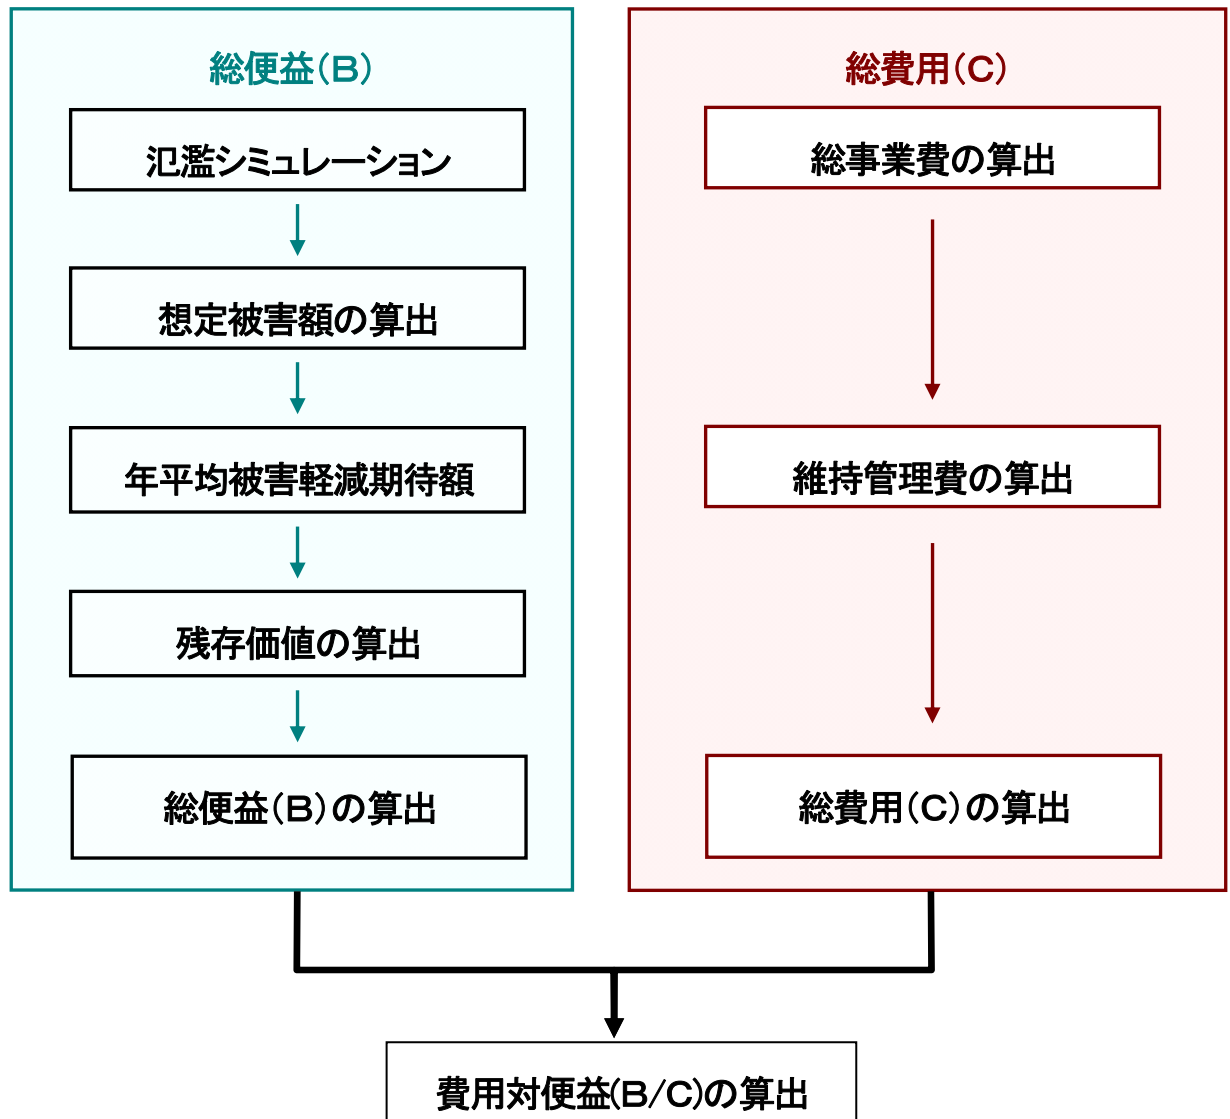 総便益(B)
氾濫シミュレーション
想定被害額の算出
年平均被害軽減期待額
残存価値の算出
総便益(B)の算出
総費用(C)
総事業費の算出
維持管理費の算出
総費用(C)の算出
費用対便益(B/C)の算出